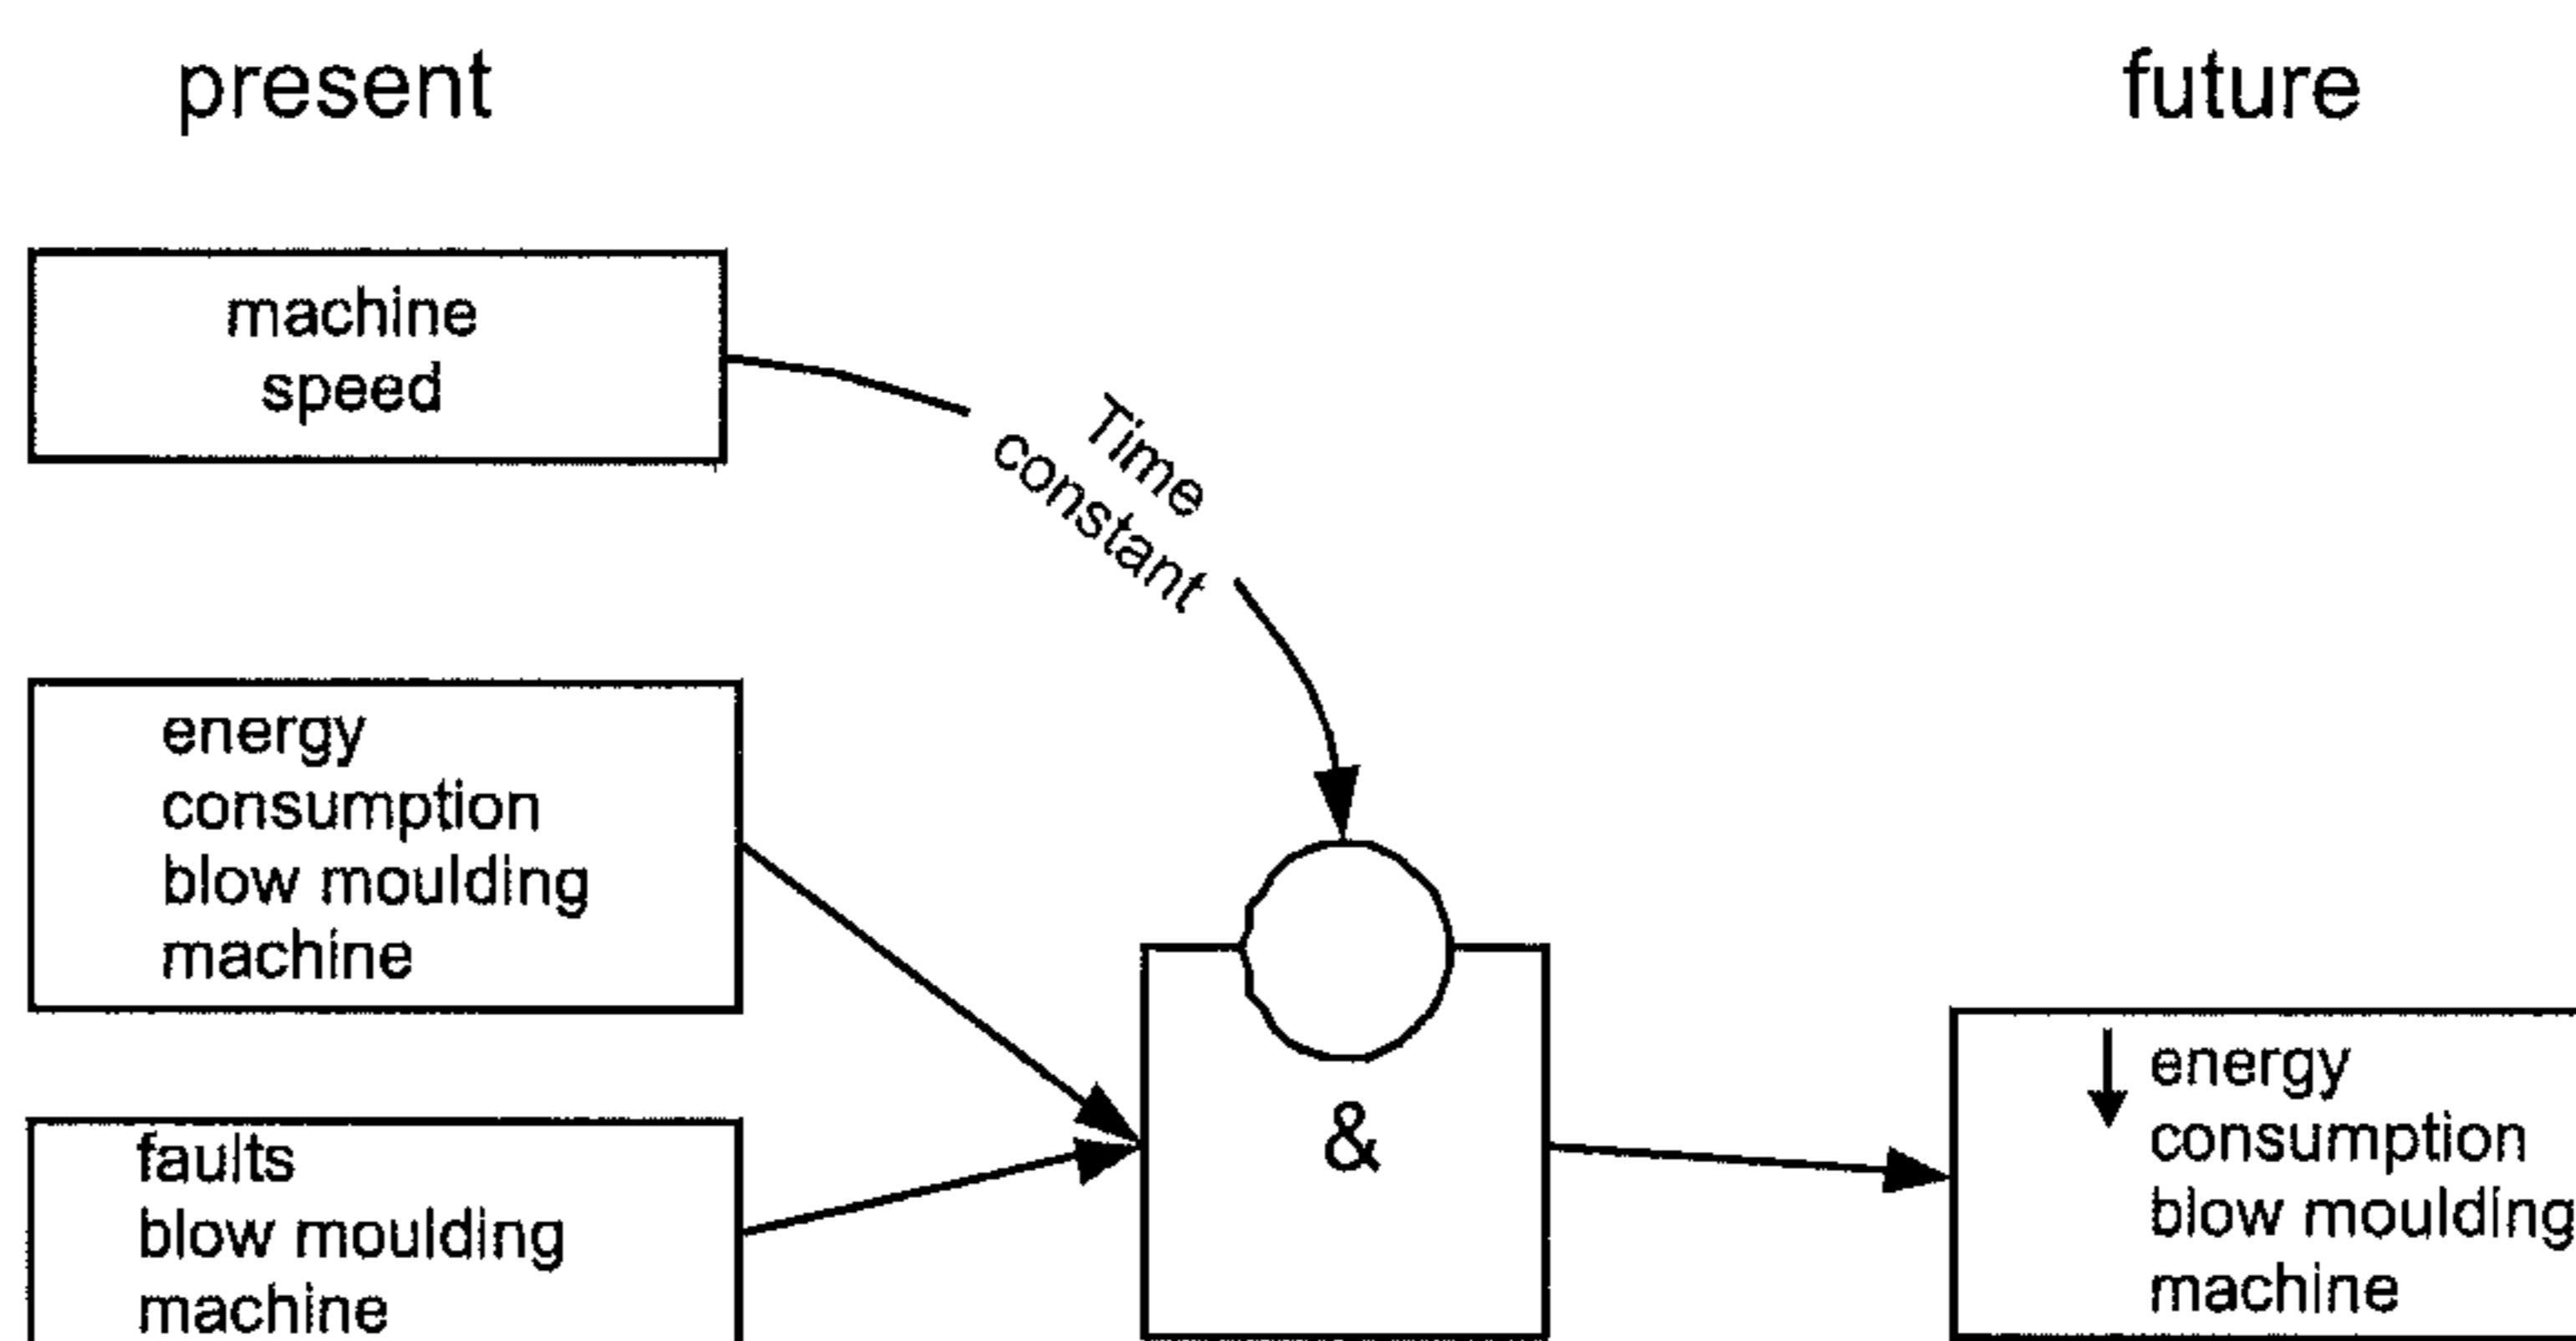 present
future
machine
speed
Time
constant
energy
consumption
blow moulding
machine
faults
blow moulding
machine
&
energy
consumption
blow moulding
machine